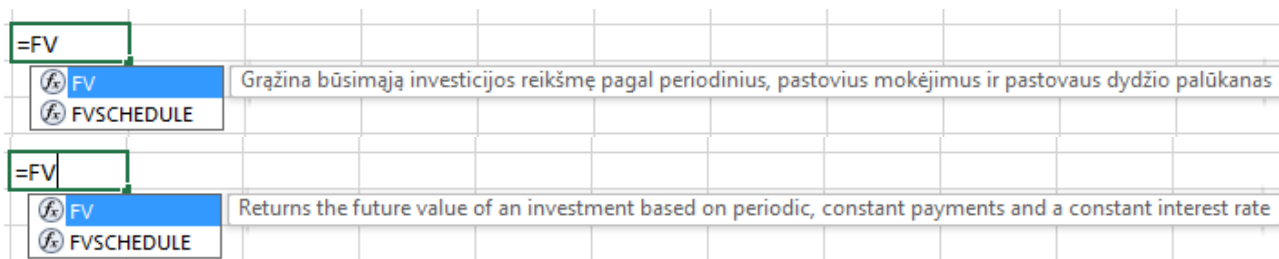 =FV
FV Grąžina būsimąją investicijos reikšmę pagal periodinius, pastovius mokėjimus ir pastovaus dydžio palūkanas
FVSCHEDULE
=FV
FV Returns the future value of an investment based on periodic, constant payments and a constant interest rate
FVSCHEDULE